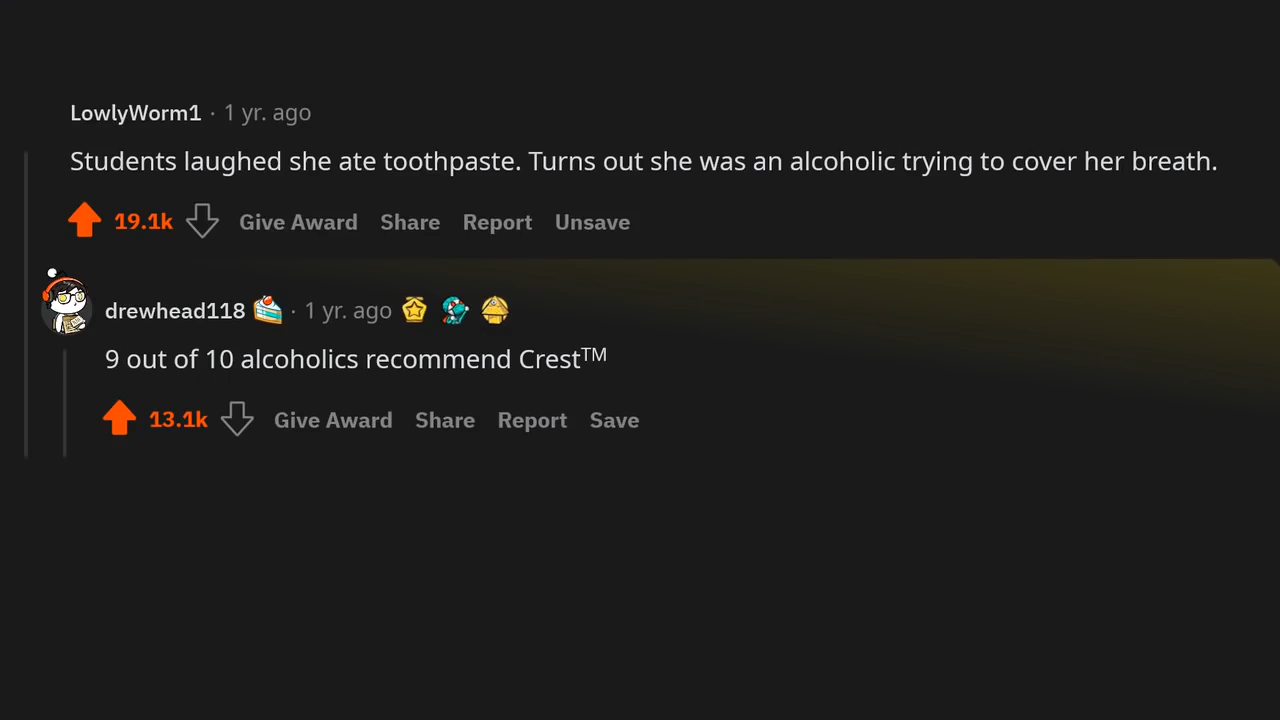 LowlyWorm1 · 1 yr. ago
Students laughed she ate toothpaste. Turns out she was an alcoholic trying to cover her breath.
19.1k Give Award Share Report Unsave
drewhead118 · 1 yr. ago
9 out of 10 alcoholics recommend Crest™
13.1k Give Award Share Report Save